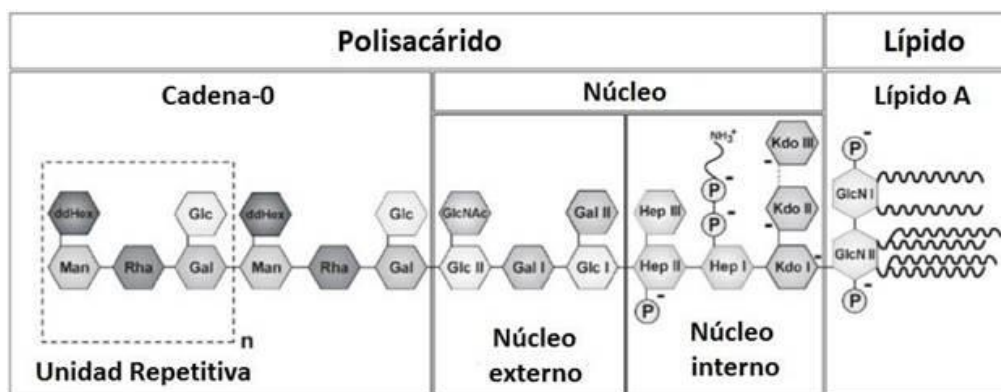 Polisacárido
Lípido
Cadena-0
Núcleo
Lípido A
ddHex
Glc
ddHex
Glc
GlcNAc
Gal II
Hep III
NH3+
P -
P -
Kdo III
-
Kdo II
-
P -
GlcN I
GlcN II
P -
Man
Rha
Gal
Man
Rha
Gal
Glc II
Gal I
Glc I
Hep II
Hep I
Kdo I -
P -
n
Unidad Repetitiva
Núcleo
externo
Núcleo
interno